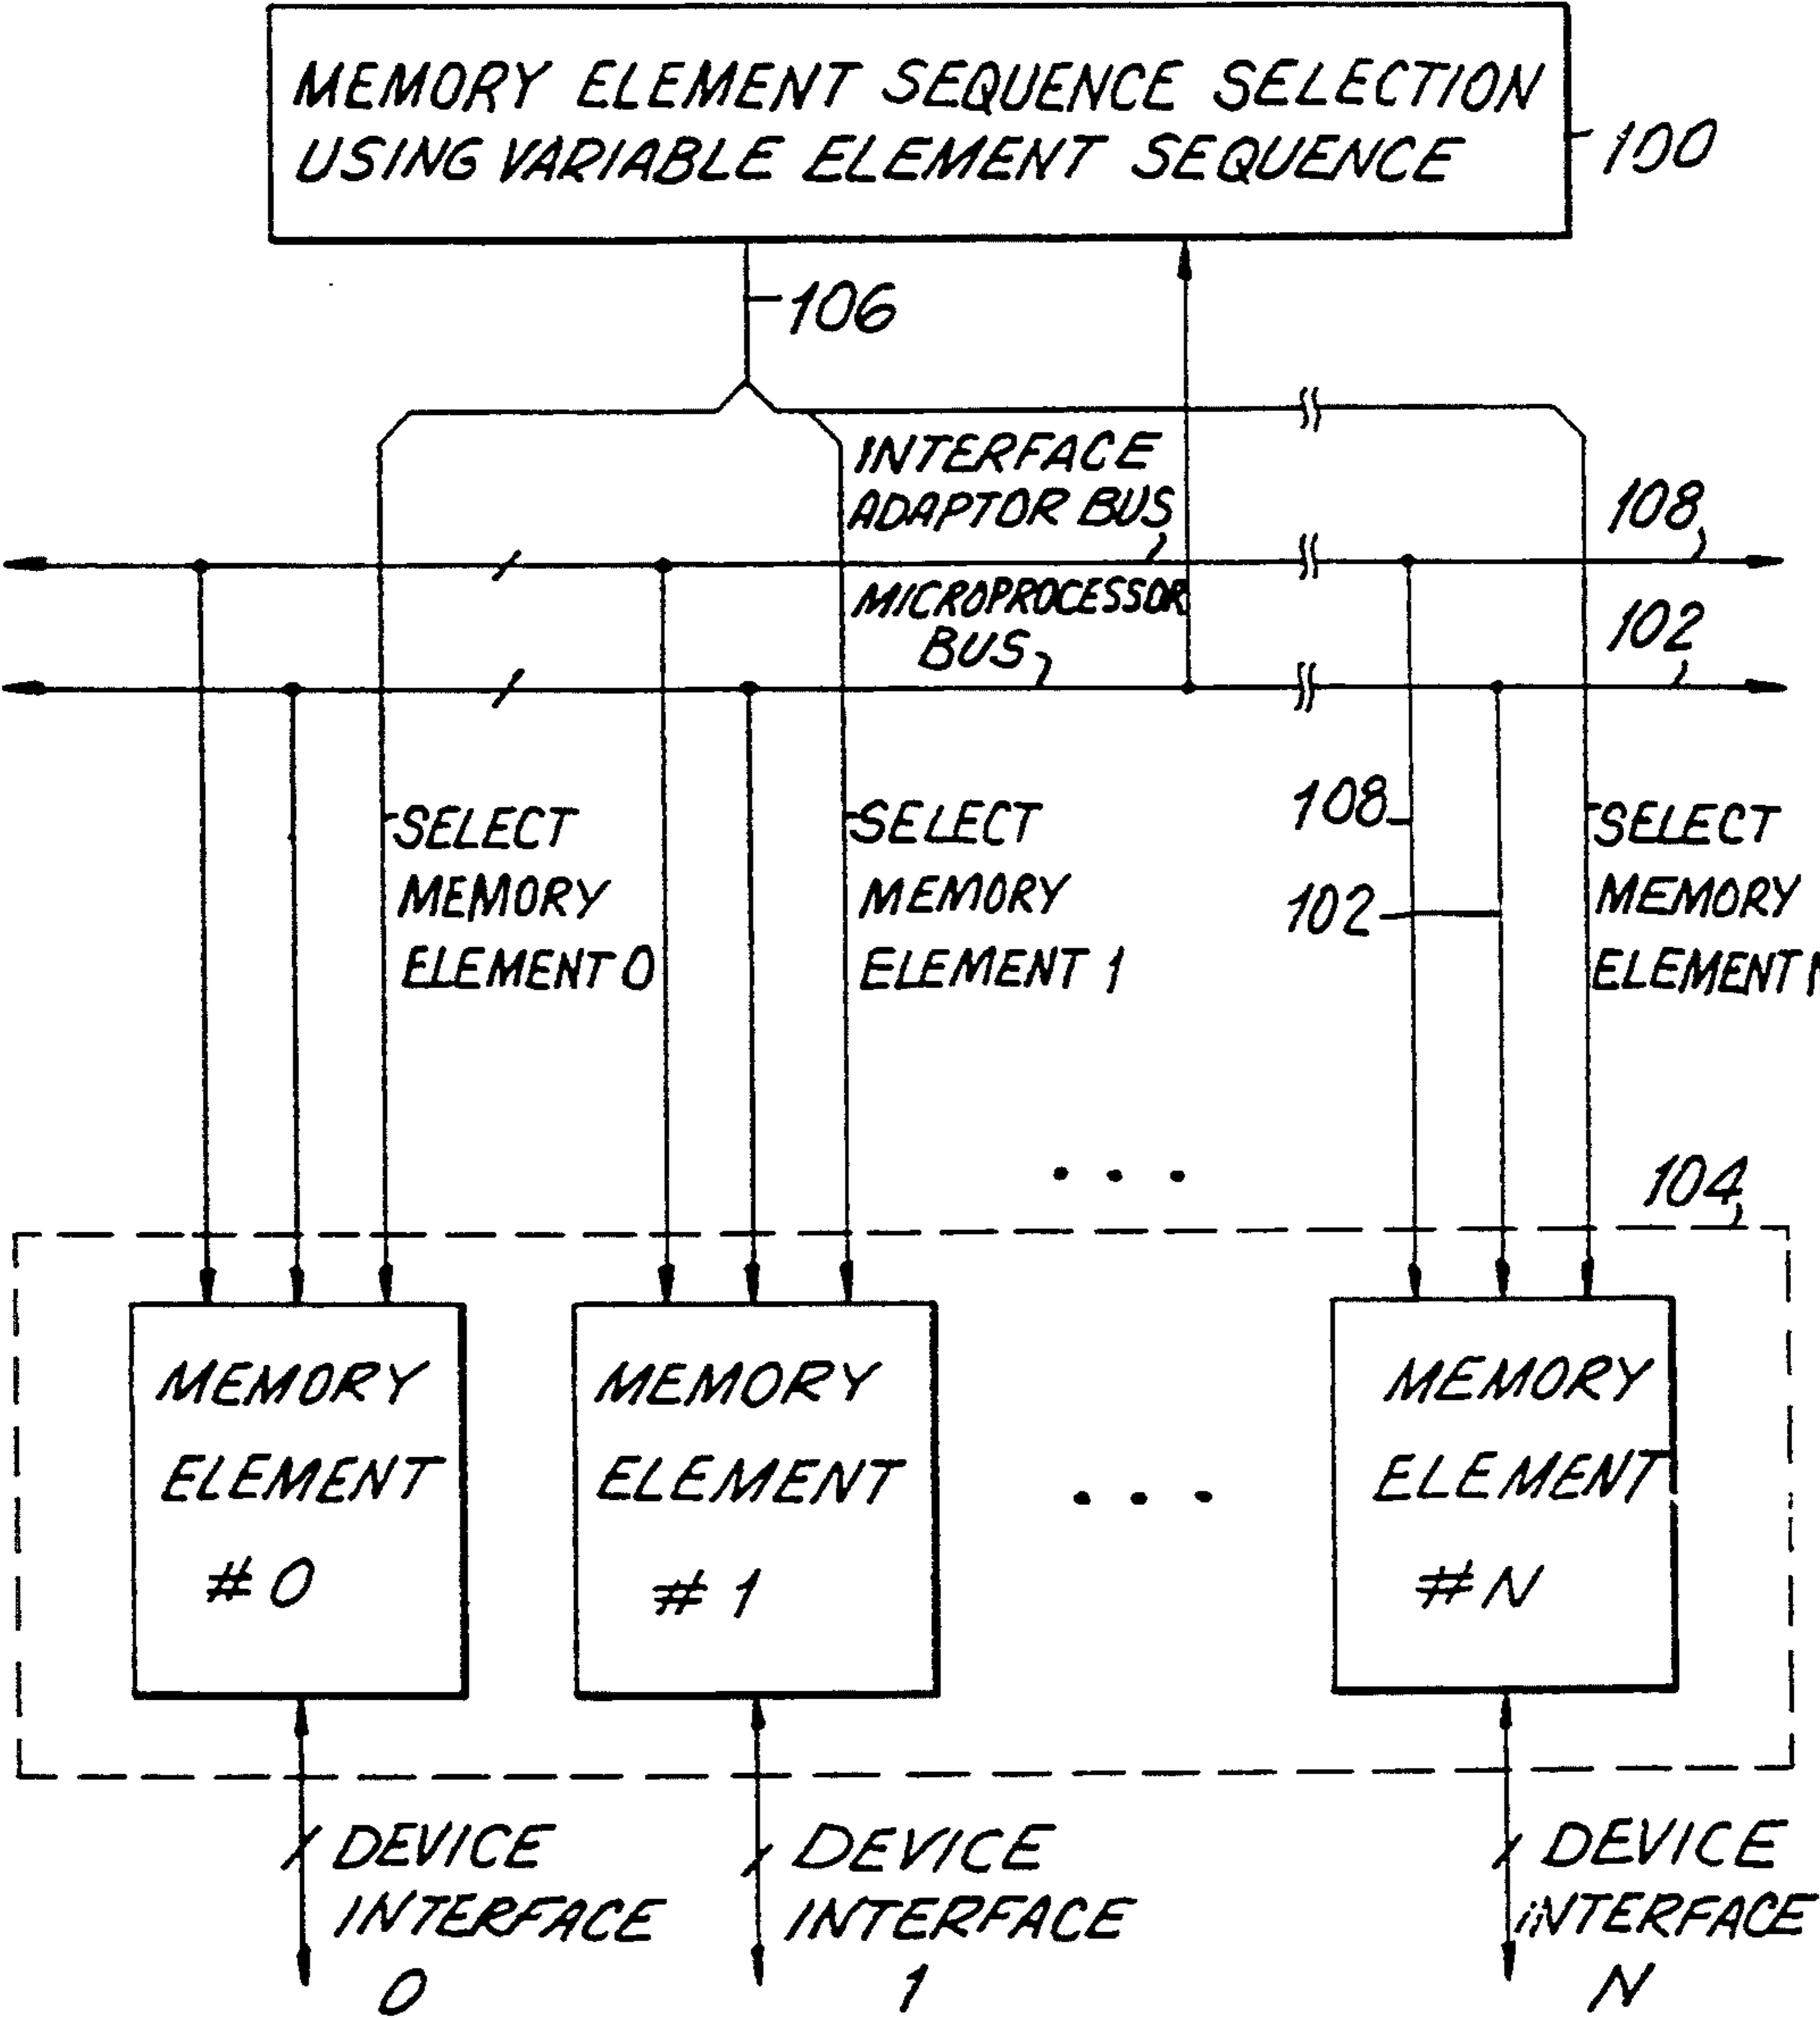 MEMORY ELEMENT SEQUENCE SELECTION
USING VARIABLE ELEMENT SEQUENCE
100
106
INTERFACE
ADAPTOR BUS
108
MICROPROCESSOR
BUS
102
SELECT
MEMORY
ELEMENT 0
SELECT
MEMORY
ELEMENT 1
108
102
SELECT
MEMORY
ELEMENT N
104
MEMORY
ELEMENT
#0
MEMORY
ELEMENT
#1
MEMORY
ELEMENT
#N
DEVICE
INTERFACE
0
DEVICE
INTERFACE
1
DEVICE
INTERFACE
N